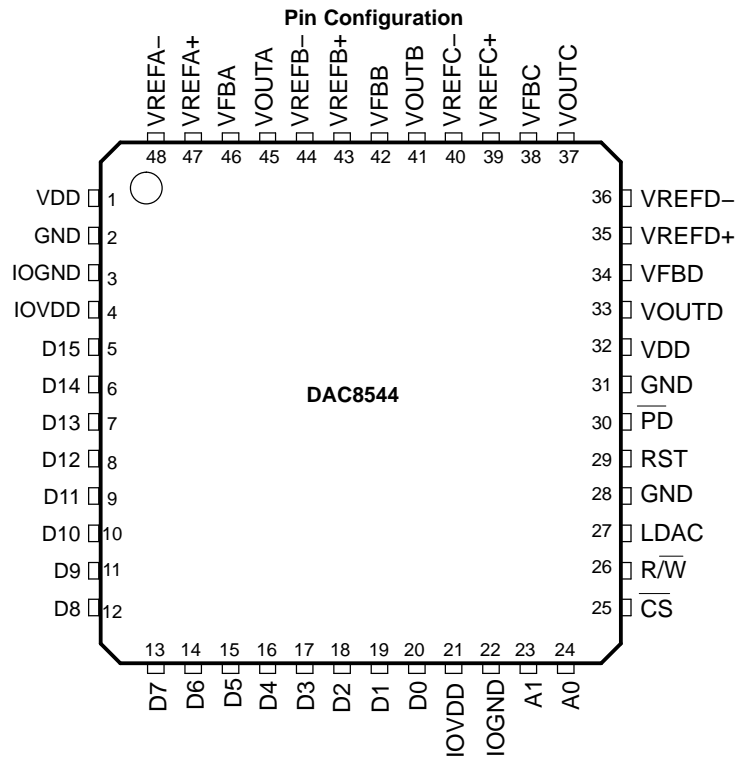 Pin Configuration
VREFA–
VREFA+
VFBA
VOUTA
VREFB–
VREFB+
VFBB
VOUTB
VREFC–
VREFC+
VFBC
VOUTC
48 47 46 45 44 43 42 41 40 39 38 37
VDD 1
GND 2
IOGND 3
IOVDD 4
D15 5
D14 6
D13 7
D12 8
D11 9
D10 10
D9 11
D8 12
DAC8544
36 VREFD–
35 VREFD+
34 VFBD
33 VOUTD
32 VDD
31 GND
30 P̅D̅
29 RST
28 GND
27 LDAC
26 R/W̅
25 C̅S̅
13 14 15 16 17 18 19 20 21 22 23 24
D7
D6
D5
D4
D3
D2
D1
D0
IOVDD
IOGND
A1
A0